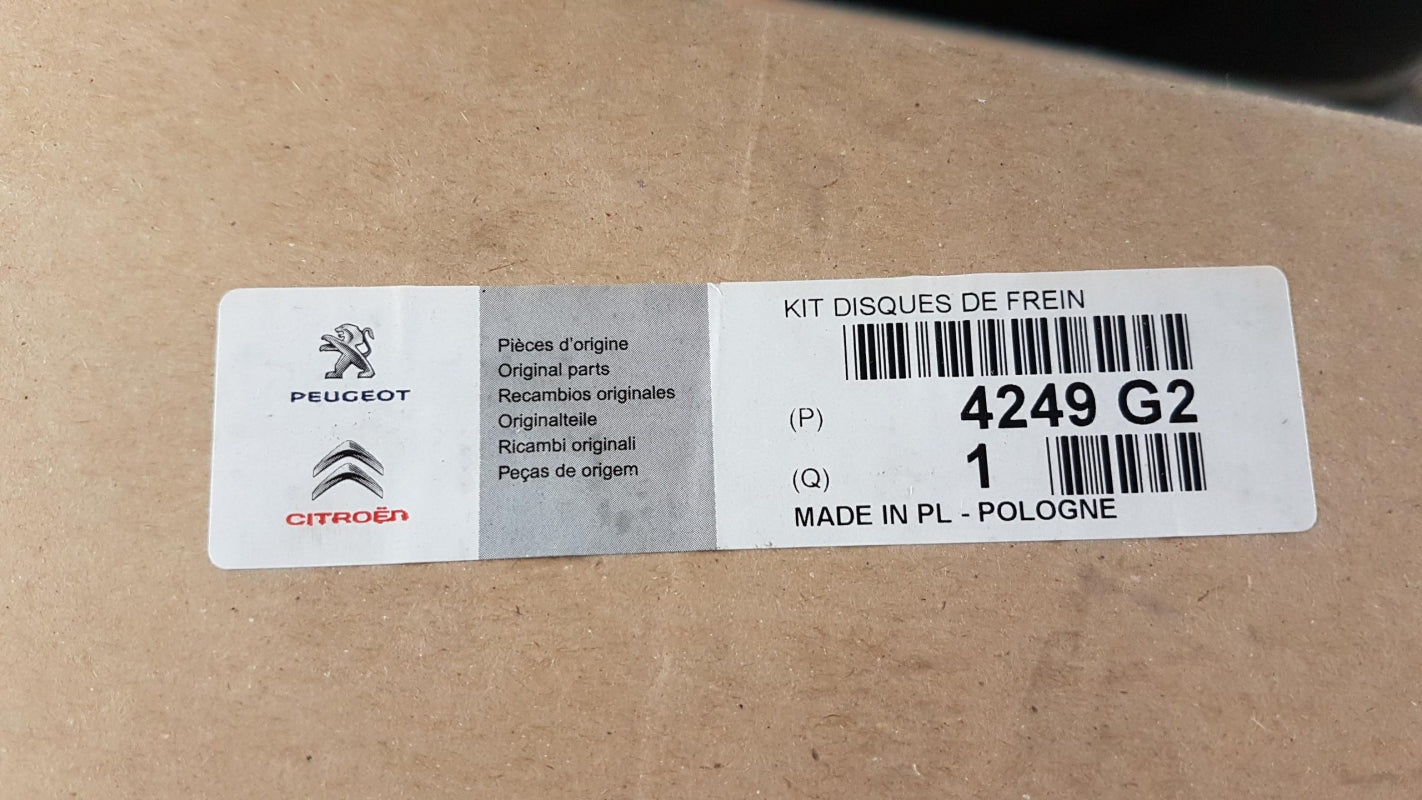 PEUGEOT
CITROËN
Pièces d'origine
Original parts
Recambios originales
Originalteile
Ricambi originali
Peças de origem
KIT DISQUES DE FREIN
(P) 4249 G2
(Q) 1
MADE IN PL - POLOGNE